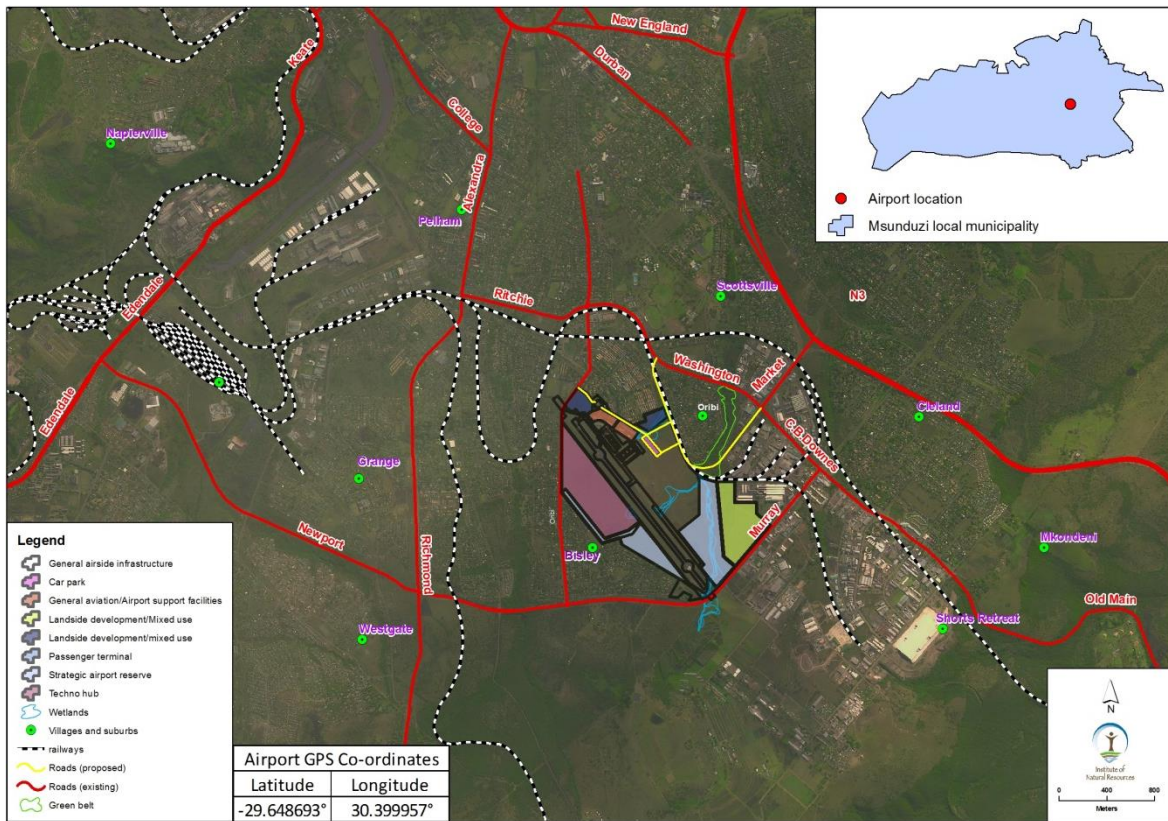 New England
Keate
Durban
College
Napierville
Alexandra
Pelham
Airport location
Msunduzi local municipality
Ritchie
Scottsville
N3
Edendale
Washington
Market
Oribi
Cleland
C.B.Downes
Edendale
Grange
Oribi
Murray
Newport
Richmond
Bisley
Mkondeni
Old Main
Shorts Retreat
Westgate
Legend
General airside infrastructure
Car park
General aviation/Airport support facilities
Landside development/Mixed use
Landside development/mixed use
Passenger terminal
Strategic airport reserve
Techno hub
Wetlands
Villages and suburbs
railways
Roads (proposed)
Roads (existing)
Green belt
Airport GPS Co-ordinates
Latitude Longitude
-29.648693° 30.399957°
N
Institute of
Natural Resources
0 400 800
Meters